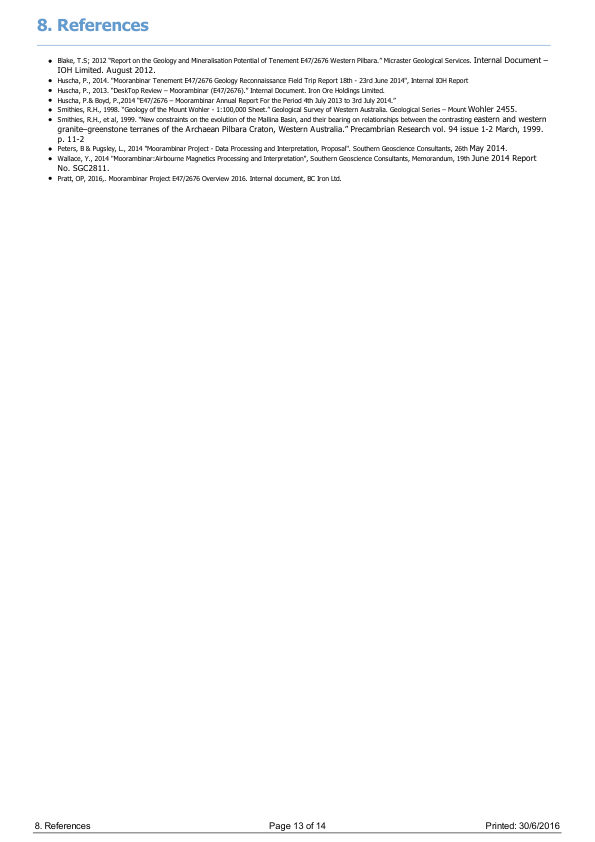 8. References
• Blake, T.S; 2012 “Report on the Geology and Mineralisation Potential of Tenement E47/2676 Western Pilbara.” Micraster Geological Services. Internal Document –
IOH Limited. August 2012.
• Huscha, P., 2014. "Moorambinar Tenement E47/2676 Geology Reconnaissance Field Trip Report 18th - 23rd June 2014", Internal IOH Report
• Huscha, P., 2013. “DeskTop Review – Moorambinar (E47/2676).” Internal Document. Iron Ore Holdings Limited.
• Huscha, P.& Boyd, P.,2014 “E47/2676 – Moorambinar Annual Report For the Period 4th July 2013 to 3rd July 2014.”
• Smithies, R.H., 1998. “Geology of the Mount Wohler - 1:100,000 Sheet.” Geological Survey of Western Australia. Geological Series – Mount Wohler 2455.
• Smithies, R.H., et al, 1999. “New constraints on the evolution of the Mallina Basin, and their bearing on relationships between the contrasting eastern and western
granite–greenstone terranes of the Archaean Pilbara Craton, Western Australia.” Precambrian Research vol. 94 issue 1-2 March, 1999.
p. 11-2
• Peters, B & Pugsley, L., 2014 "Moorambinar Project - Data Processing and Interpretation, Proposal". Southern Geoscience Consultants, 26th May 2014.
• Wallace, Y., 2014 "Moorambinar:Airbourne Magnetics Processing and Interpretation", Southern Geoscience Consultants, Memorandum, 19th June 2014 Report
No. SGC2811.
• Pratt, OP, 2016,. Moorambinar Project E47/2676 Overview 2016. Internal document, BC Iron Ltd.
8. References Page 13 of 14 Printed: 30/6/2016